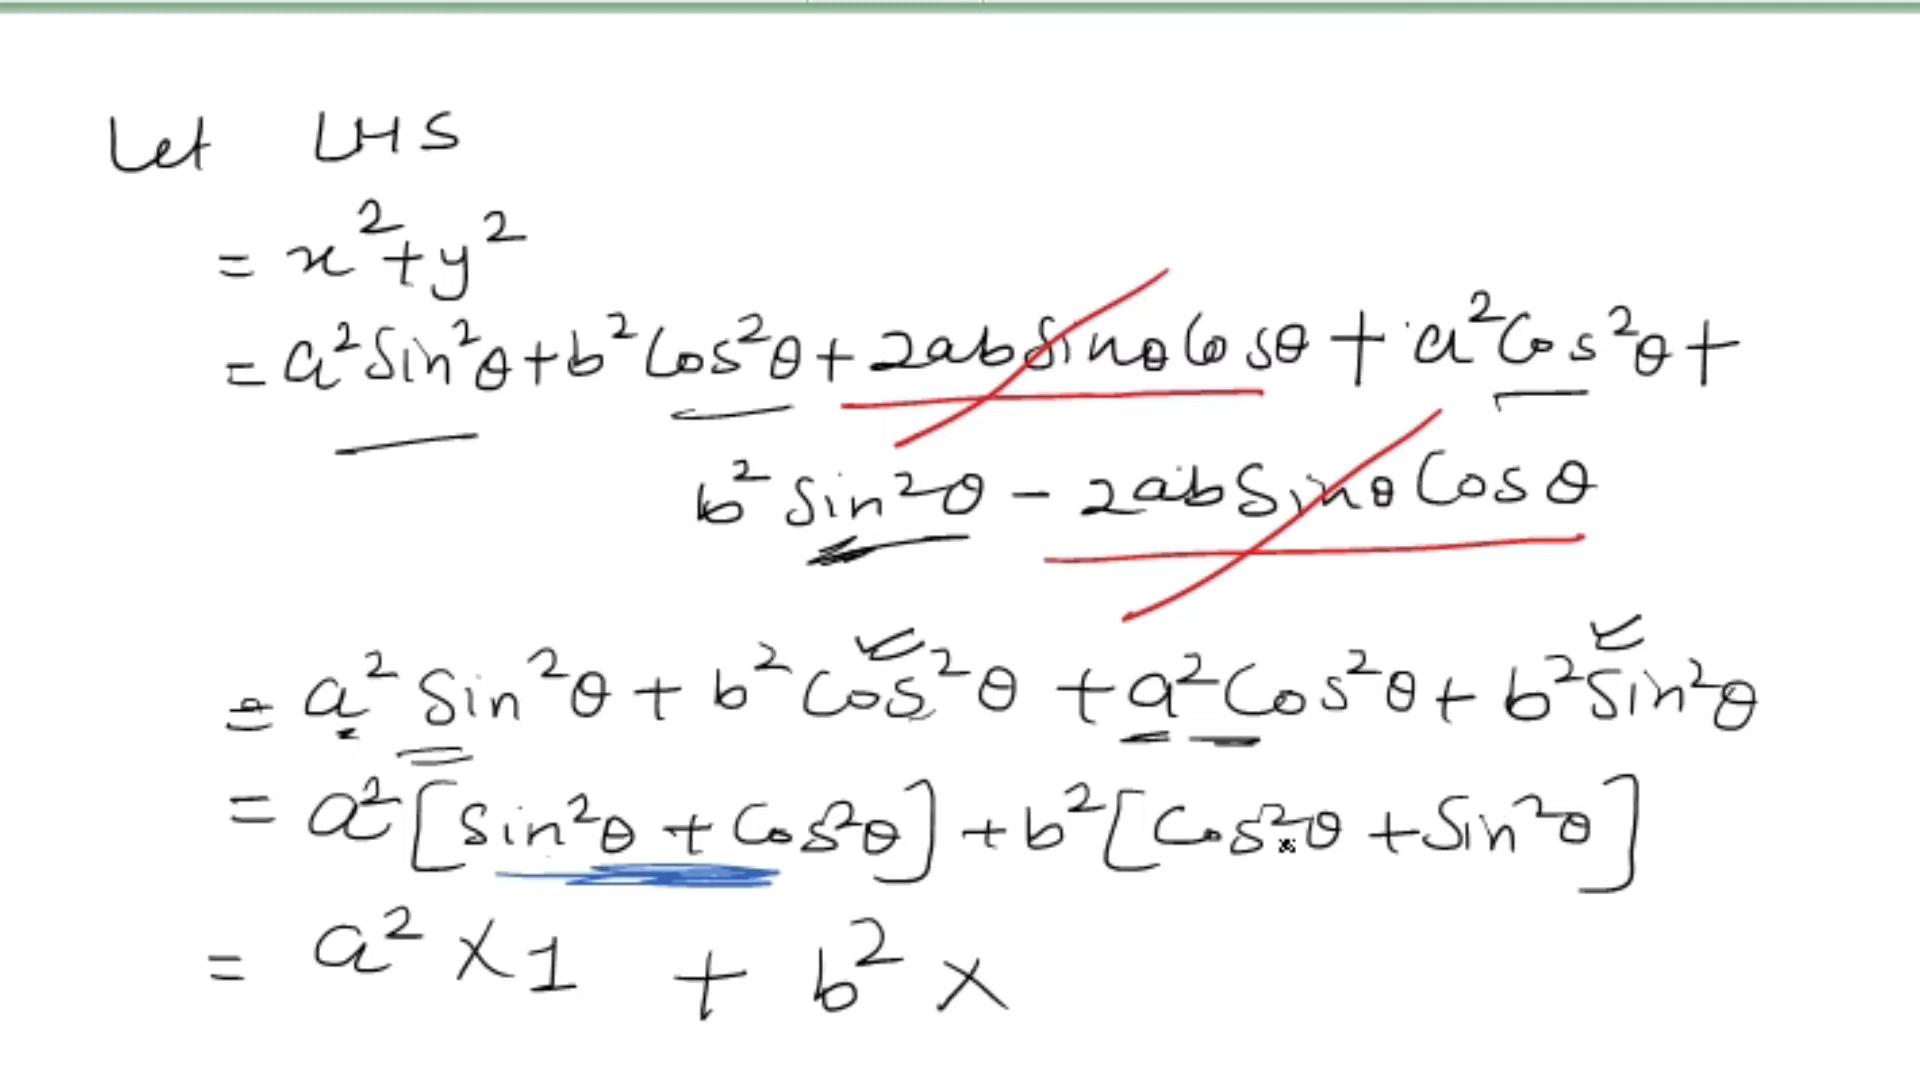 Let LHS
= x²+y²
= a²Sin²θ+b²Cos²θ+2abSinθCosθ+a²Cos²θ+
b²Sin²θ-2abSinθCosθ
= a²Sin²θ+b²Cos²θ+a²Cos²θ+b²Sin²θ
= a²[Sin²θ+Cos²θ]+b²[Cos²θ+Sin²θ]
= a²×1 + b²×